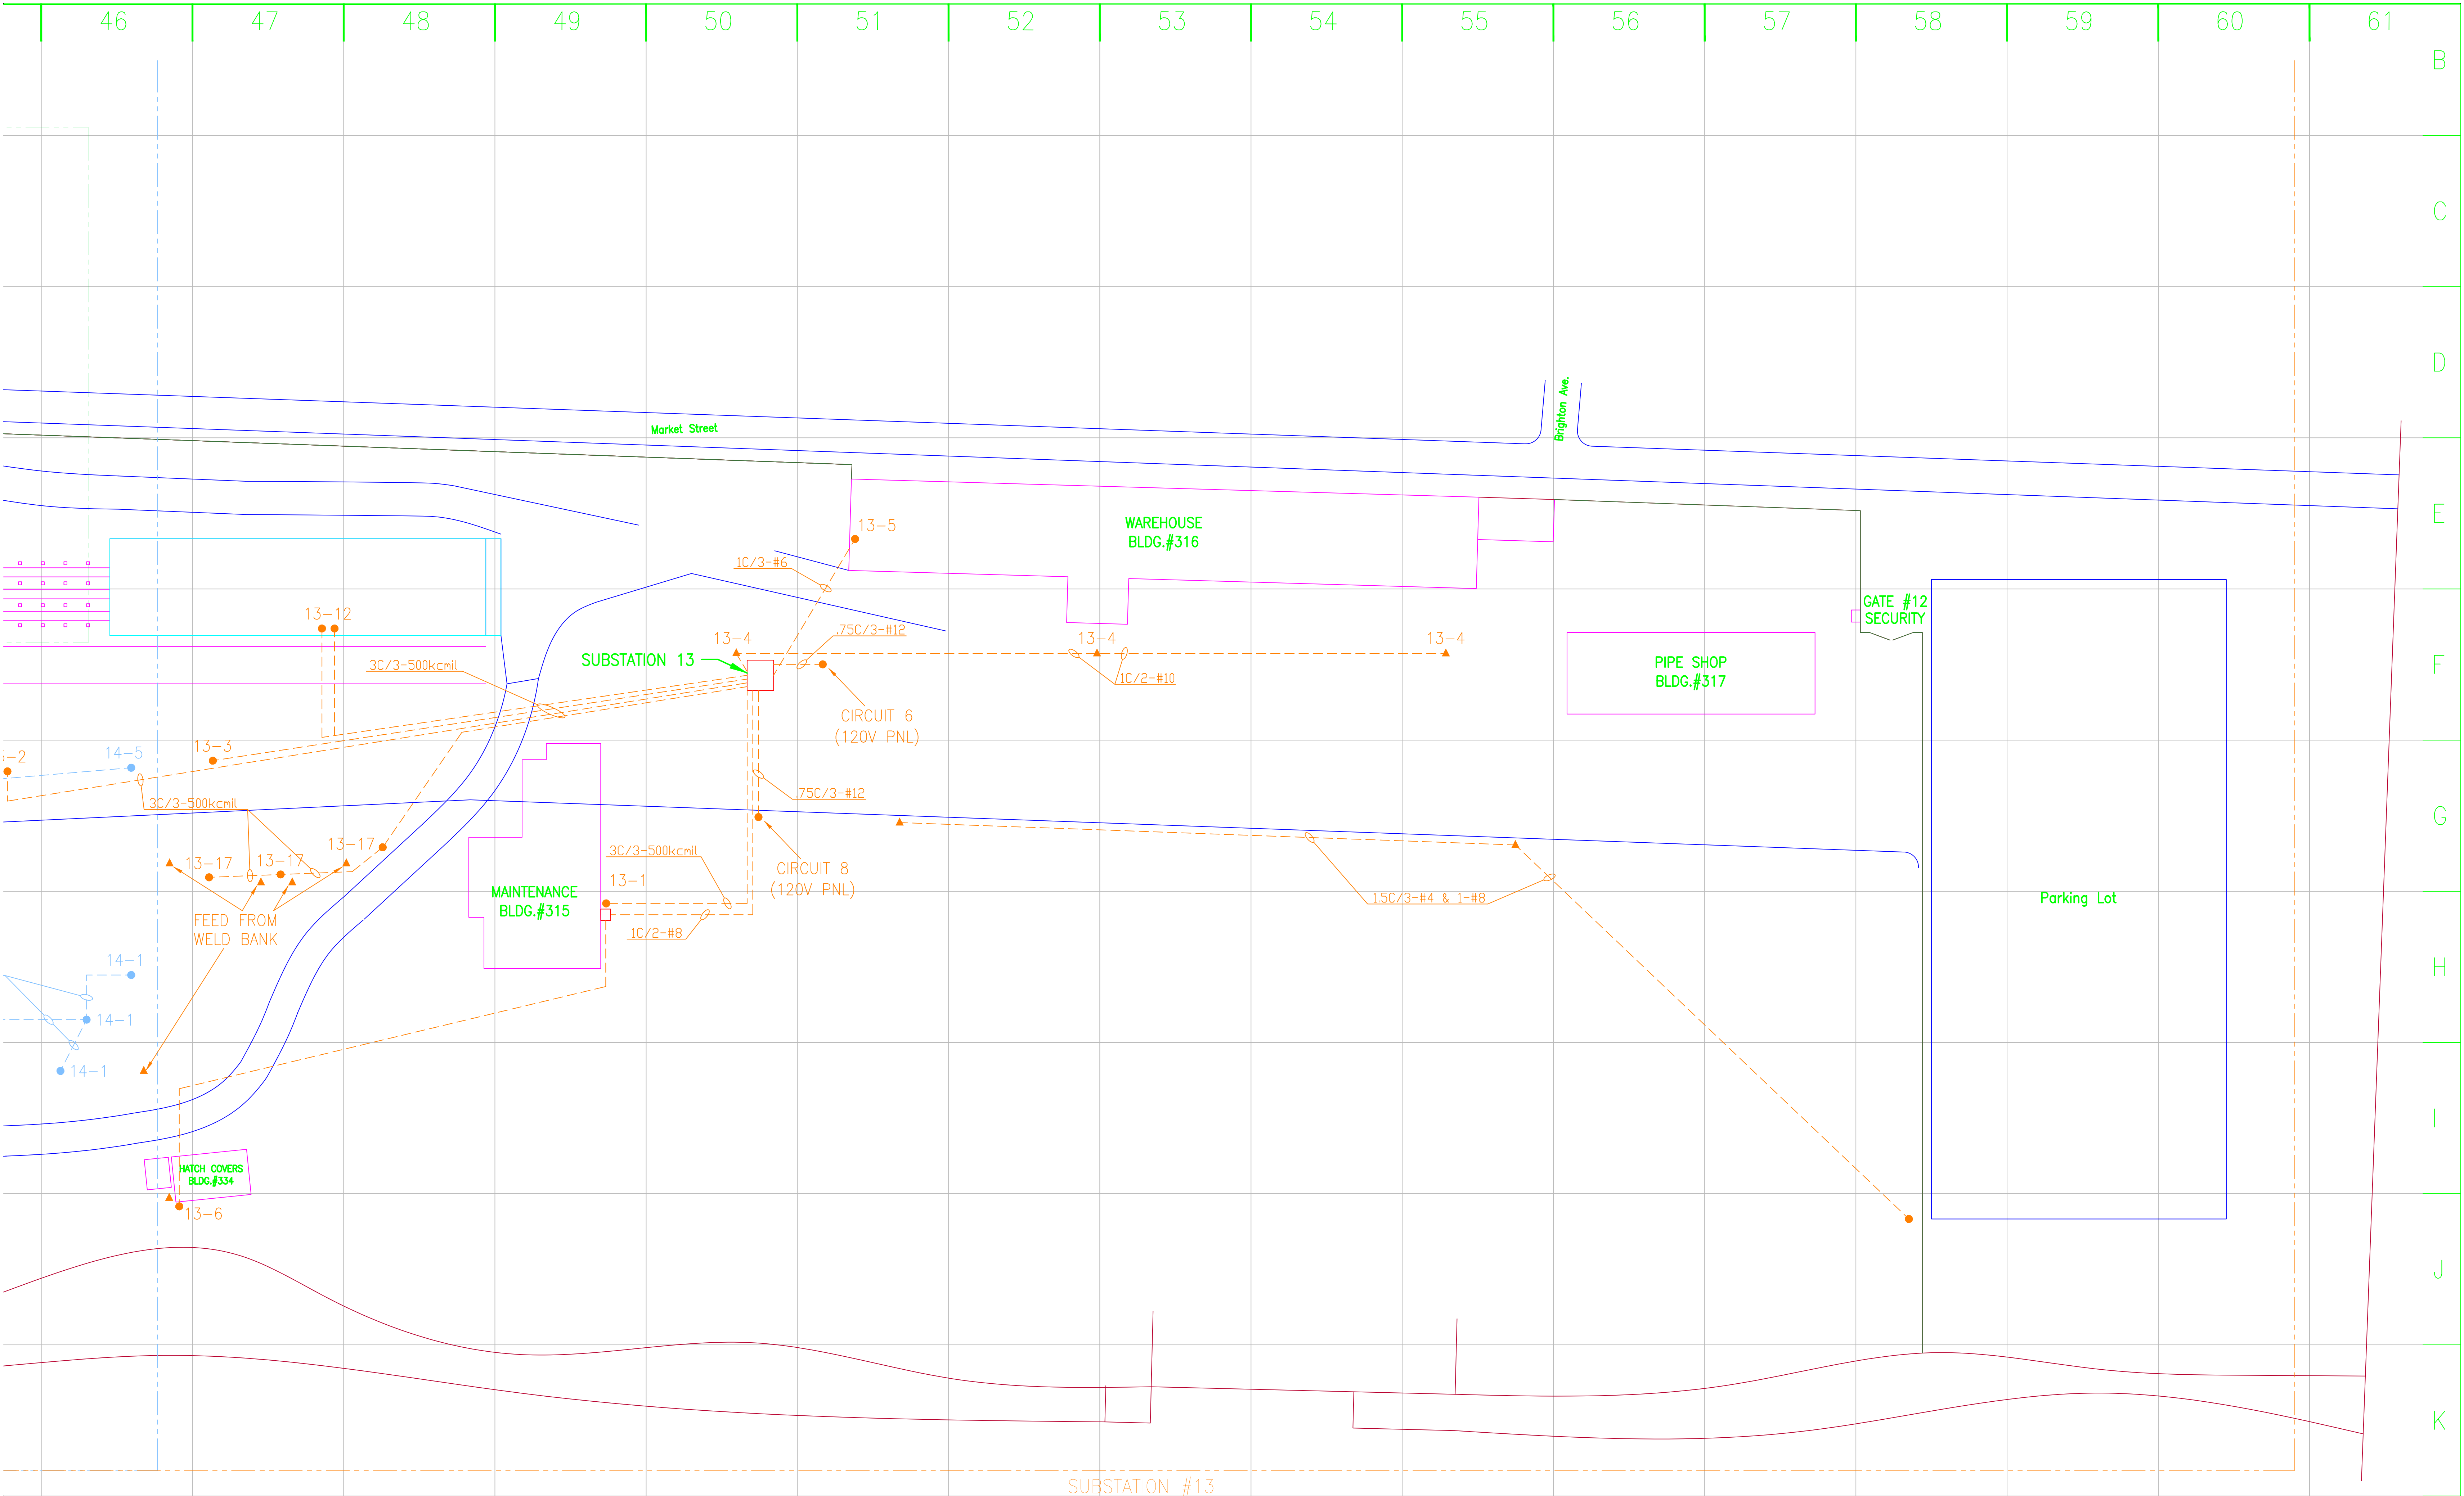 46 47 48 49 50 51 52 53 54 55 56 57 58 59 60 61
B
C
D
Brighton Ave.
Market Street
E
WAREHOUSE
BLDG.#316
13-5
1C/3-#6
GATE #12
SECURITY
13-12
.75C/3-#12
13-4
13-4
13-4
SUBSTATION 13
3C/3-500kcmil
1C/2-#10
F
PIPE SHOP
BLDG.#317
CIRCUIT 6
(120V PNL)
-2
14-5
13-3
3C/3-500kcmil
.75C/3-#12
G
13-17
13-17
13-17
3C/3-500kcmil
CIRCUIT 8
(120V PNL)
13-1
MAINTENANCE
BLDG.#315
1.5C/3-#4 & 1-#8
Parking Lot
FEED FROM
WELD BANK
1C/2-#8
14-1
H
14-1
14-1
I
HATCH COVERS
BLDG.#334
13-6
J
K
SUBSTATION #13